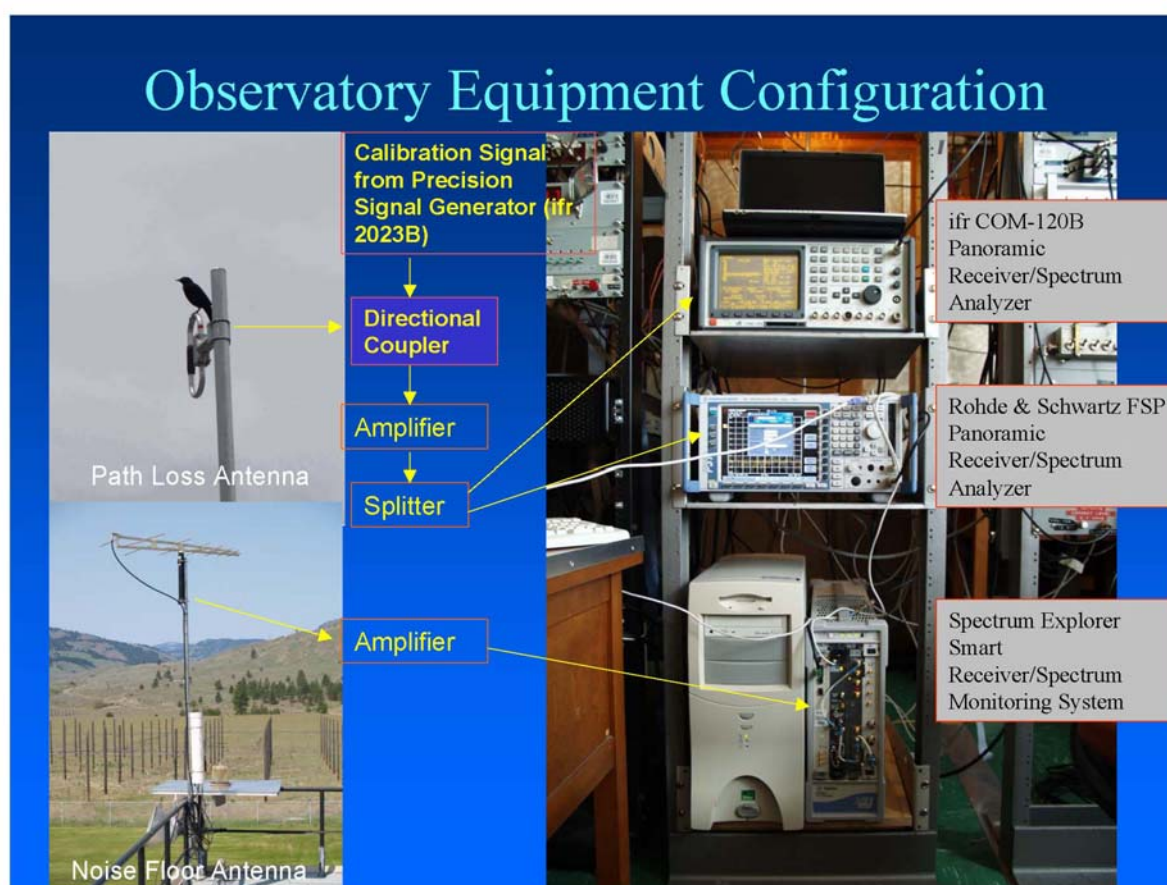 Observatory Equipment Configuration
Calibration Signal
from Precision
Signal Generator (ifr
2023B)
Directional
Coupler
Amplifier
Splitter
Path Loss Antenna
Amplifier
Noise Floor Antenna
ifr COM-120B
Panoramic
Receiver/Spectrum
Analyzer
Rohde & Schwartz FSP
Panoramic
Receiver/Spectrum
Analyzer
Spectrum Explorer
Smart
Receiver/Spectrum
Monitoring System